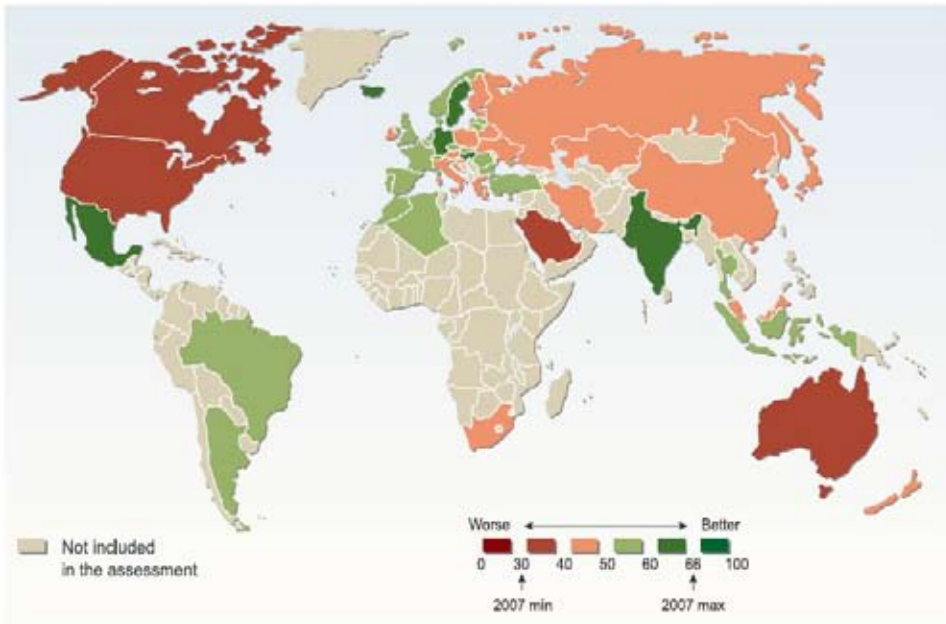 Worse Better
Not included
in the assessment
0 30 40 50 60 66 100
2007 min 2007 max